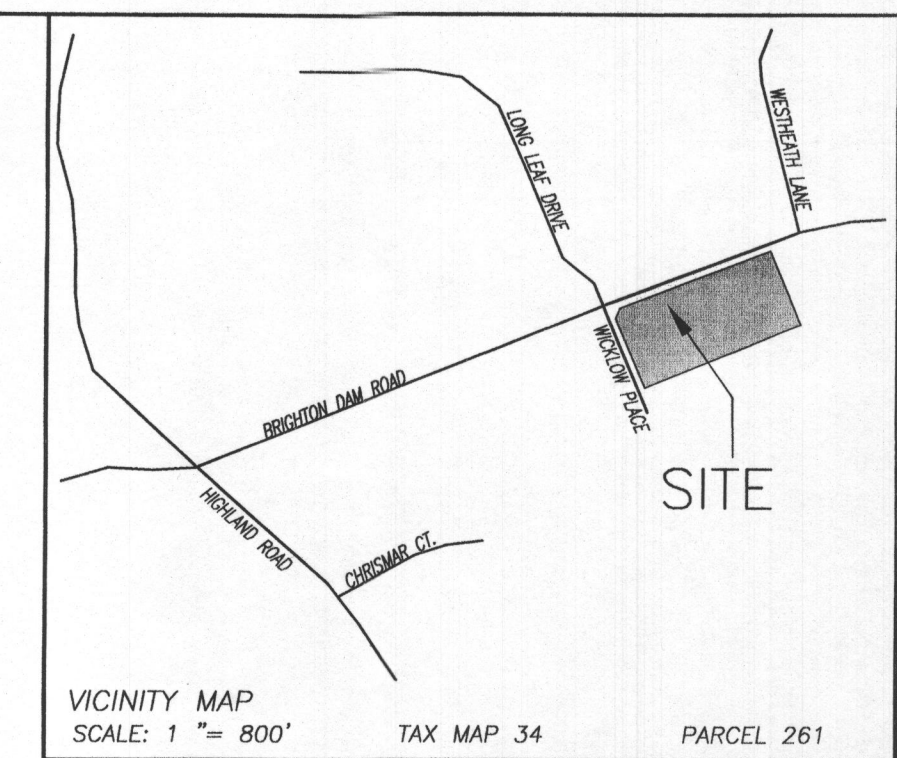 LONG LEAF DRIVE
WESTHEATH LANE
WICKLOW PLACE
BRIGHTON DAM ROAD
SITE
HIGHLAND ROAD
CHRISMAR CT.
VICINITY MAP
SCALE: 1 "= 800' TAX MAP 34 PARCEL 261